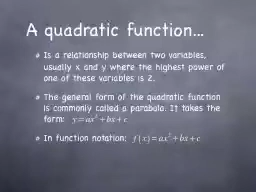 A quadratic function...
Is a relationship between two variables,
usually x and y where the highest power of
one of these variables is 2.
The general form of the quadratic function
is commonly called a parabola. It takes the
form: y=ax²+bx+c
In function notation: f(x)=ax²+bx+c